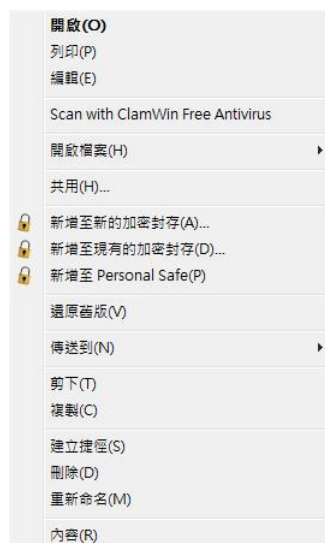 開啟(O)
列印(P)
編輯(E)
Scan with ClamWin Free Antivirus
開啟檔案(H)
共用(H)...
新增至新的加密封存(A)...
新增至現有的加密封存(D)...
新增至 Personal Safe(P)
還原舊版(V)
傳送到(N)
剪下(T)
複製(C)
建立捷徑(S)
刪除(D)
重新命名(M)
內容(R)